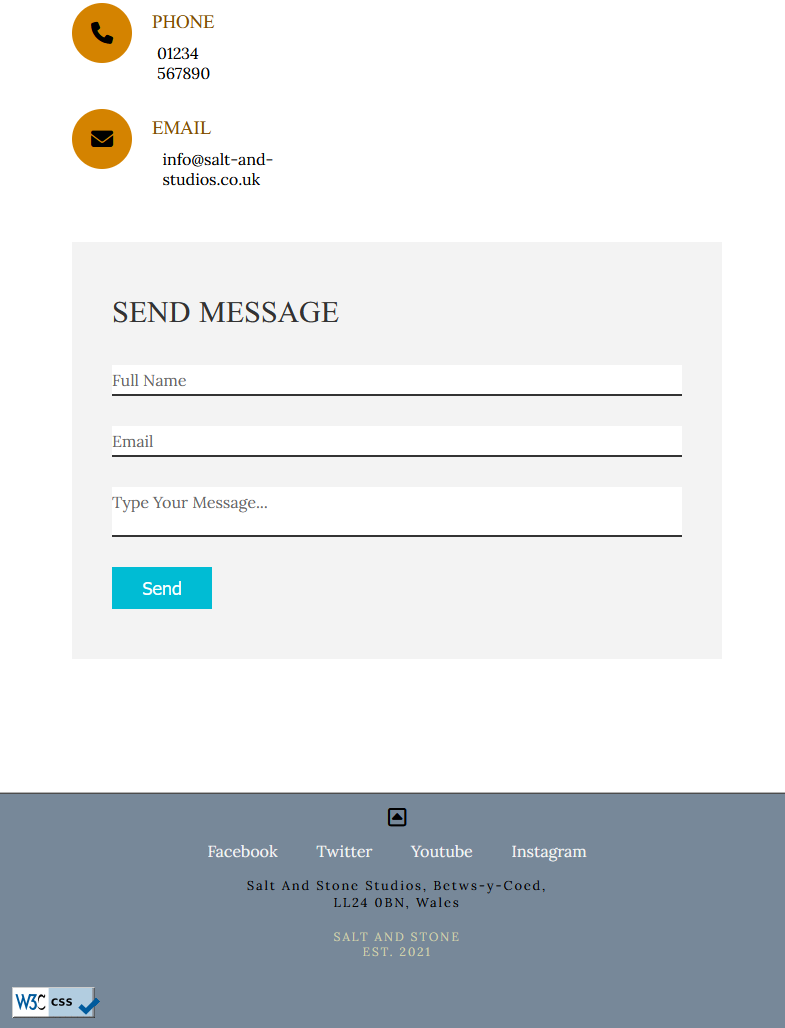 PHONE
01234
567890
EMAIL
info@salt-and-
studios.co.uk
SEND MESSAGE
Full Name
Email
Type Your Message...
Send
Facebook Twitter Youtube Instagram
Salt And Stone Studios, Betws-y-Coed,
LL24 0BN, Wales
SALT AND STONE
EST. 2021
W3C css